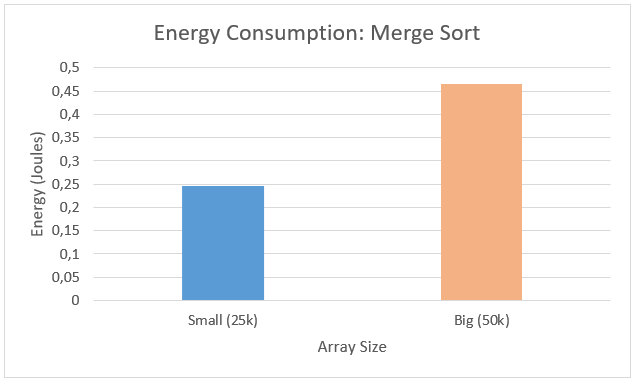 Energy Consumption: Merge Sort
0,5
0,45
0,4
0,35
0,3
0,25
0,2
0,15
0,1
0,05
0
Energy (Joules)
Small (25k)
Big (50k)
Array Size